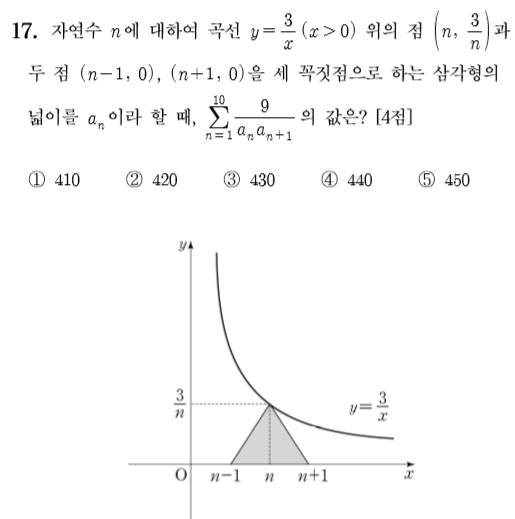 17. 자연수 n에 대하여 곡선 y=3/x (x>0) 위의 점 (n, 3/n)과
두 점 (n-1, 0), (n+1, 0)을 세 꼭짓점으로 하는 삼각형의
넓이를 aₙ이라 할 때, ∑_{n=1}^{10} 9/(aₙaₙ₊₁) 의 값은? [4점]
① 410 ② 420 ③ 430 ④ 440 ⑤ 450
y
3/n
y=3/x
O n-1 n n+1 x